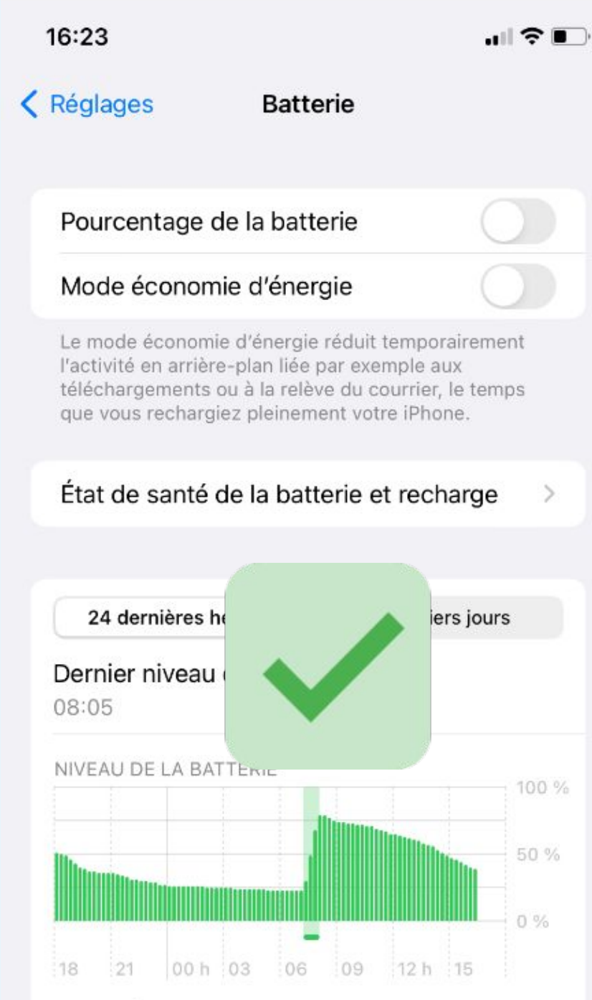 16:23
Réglages
Batterie
Pourcentage de la batterie
Mode économie d'énergie
Le mode économie d'énergie réduit temporairement
l'activité en arrière-plan liée par exemple aux
téléchargements ou à la relève du courrier, le temps
que vous rechargiez pleinement votre iPhone.
État de santé de la batterie et recharge
24 dernières he
iers jours
Dernier niveau
08:05
NIVEAU DE LA BATTERIE
100 %
50 %
0 %
18 21 00 h 03 06 09 12 h 15